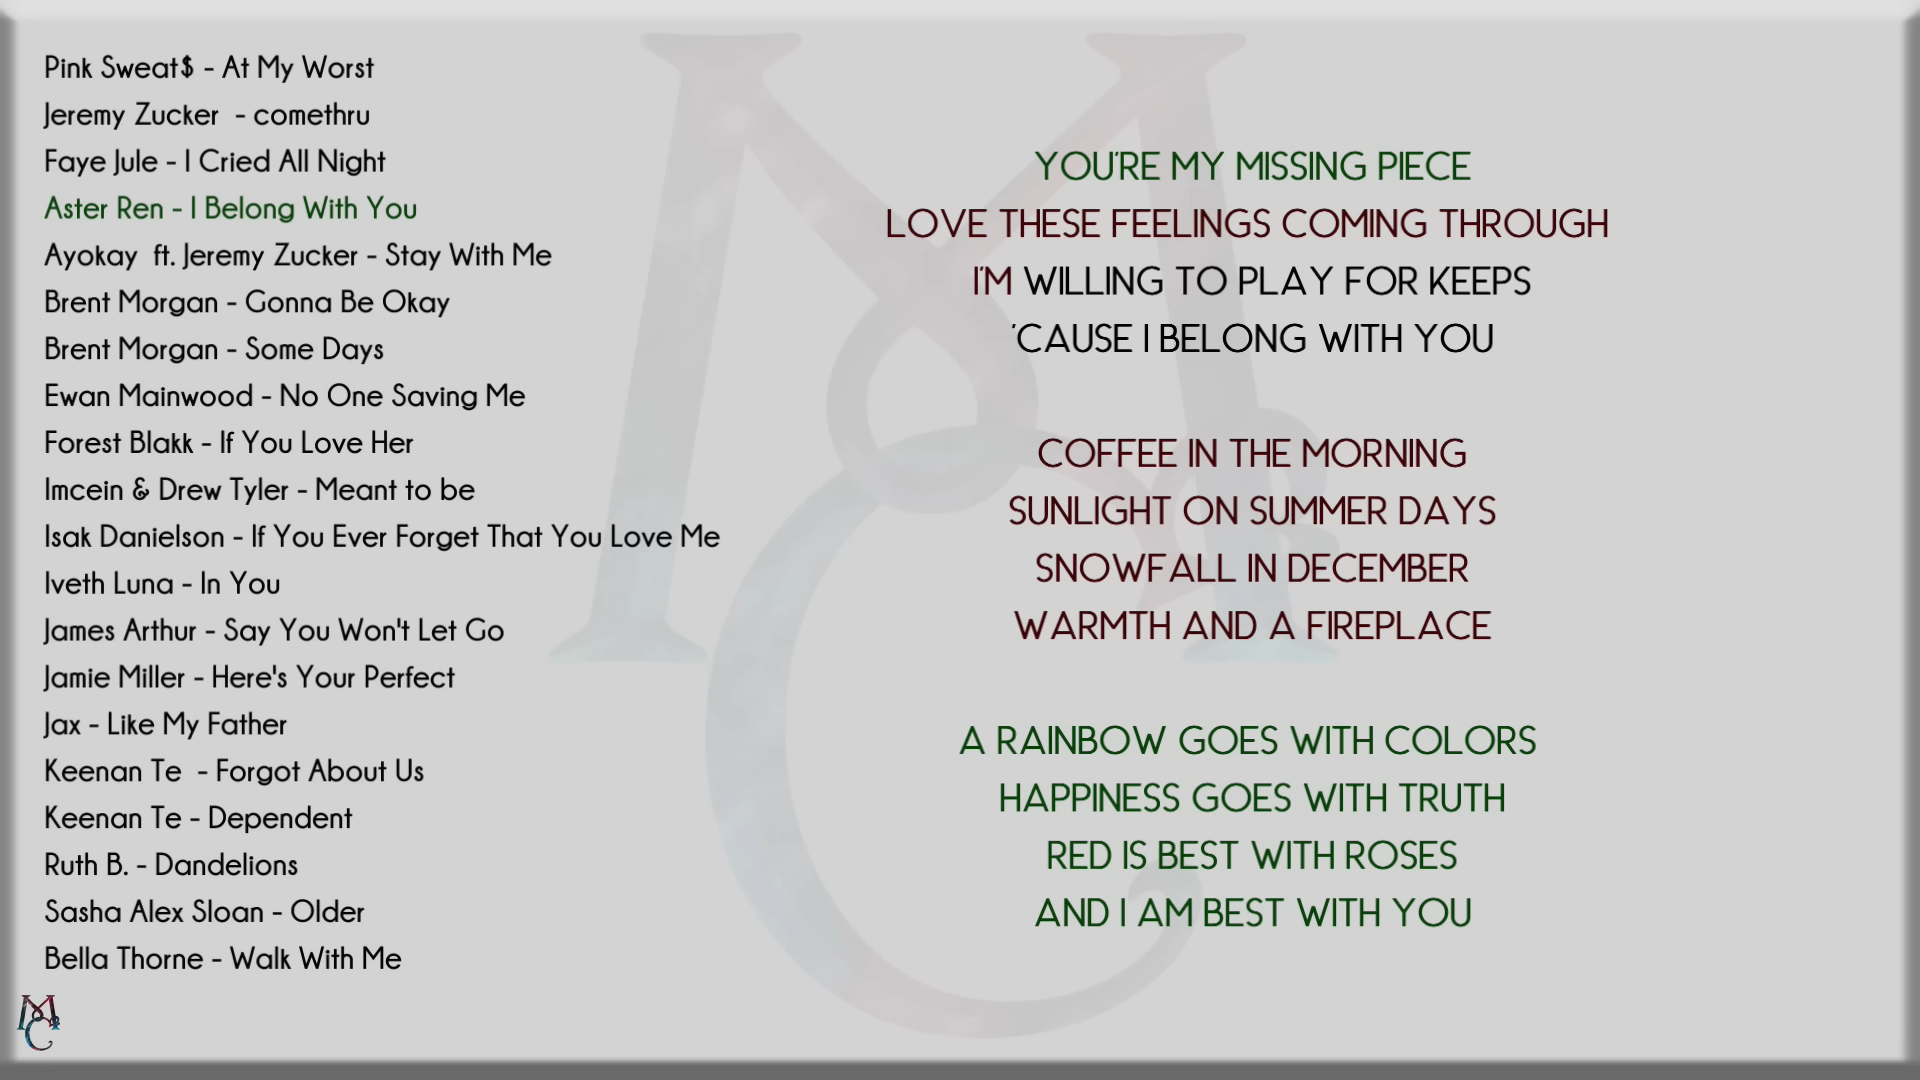 Pink Sweat$ - At My Worst
Jeremy Zucker - comethru
Faye Jule - I Cried All Night
Aster Ren - I Belong With You
Ayokay ft. Jeremy Zucker - Stay With Me
Brent Morgan - Gonna Be Okay
Brent Morgan - Some Days
Ewan Mainwood - No One Saving Me
Forest Blakk - If You Love Her
Imcein & Drew Tyler - Meant to be
Isak Danielson - If You Ever Forget That You Love Me
Iveth Luna - In You
James Arthur - Say You Won't Let Go
Jamie Miller - Here's Your Perfect
Jax - Like My Father
Keenan Te - Forgot About Us
Keenan Te - Dependent
Ruth B. - Dandelions
Sasha Alex Sloan - Older
Bella Thorne - Walk With Me
YOU'RE MY MISSING PIECE
LOVE THESE FEELINGS COMING THROUGH
I'M WILLING TO PLAY FOR KEEPS
'CAUSE I BELONG WITH YOU
COFFEE IN THE MORNING
SUNLIGHT ON SUMMER DAYS
SNOWFALL IN DECEMBER
WARMTH AND A FIREPLACE
A RAINBOW GOES WITH COLORS
HAPPINESS GOES WITH TRUTH
RED IS BEST WITH ROSES
AND I AM BEST WITH YOU